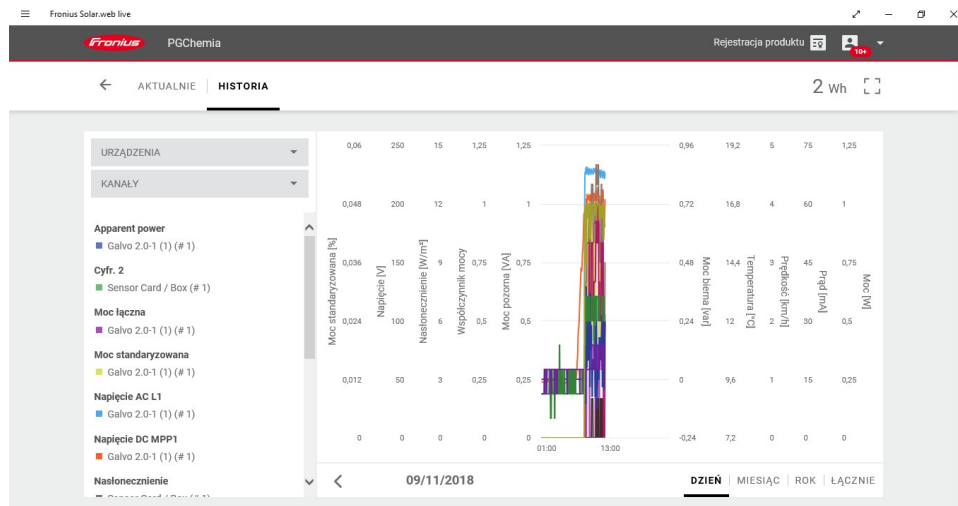 Fronius Solar.web live
Fronius
PGChemia
Rejestracja produktu
10+
AKTUALNIE
HISTORIA
2 Wh
URZĄDZENIA
KANAŁY
Apparent power
Galvo 2.0-1 (1) (# 1)
Cyfr. 2
Sensor Card / Box (# 1)
Moc łączna
Galvo 2.0-1 (1) (# 1)
Moc standaryzowana
Galvo 2.0-1 (1) (# 1)
Napięcie AC L1
Galvo 2.0-1 (1) (# 1)
Napięcie DC MPP1
Galvo 2.0-1 (1) (# 1)
Nasłonecznienie
Sensor Card / Box (# 1)
0,06 250 15 1,25 1,25 0,96 19,2 5 75 1,25
0,048 200 12 1 1 0,72 16,8 4 60 1
0,036 150 9 0,75 0,75 0,48 14,4 3 45 0,75
0,024 100 6 0,5 0,5 0,24 12 2 30 0,5
0,012 50 3 0,25 0,25 0 9,6 1 15 0,25
0 0 0 0 0 -0,24 7,2 0 0 0
Moc standaryzowana [%]
Napięcie [V]
Nasłonecznienie [W/m²]
Współczynnik mocy
Moc pozorna [VA]
Moc bierna [var]
Temperatura [°C]
Prędkość [km/h]
Prąd [mA]
Moc [W]
01:00 13:00
09/11/2018
DZIEŃ
MIESIĄC
ROK
ŁĄCZNIE